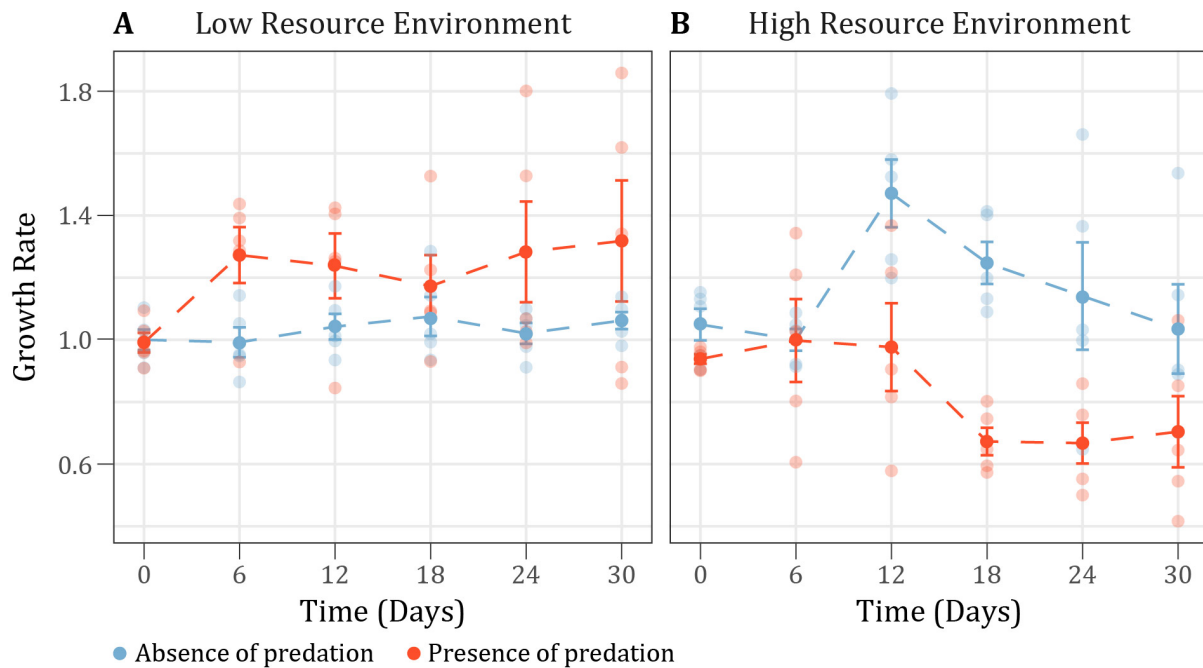 A Low Resource Environment
B High Resource Environment
Growth Rate
1.8
1.4
1.0
0.6
0 6 12 18 24 30
0 6 12 18 24 30
Time (Days)
Time (Days)
Absence of predation Presence of predation